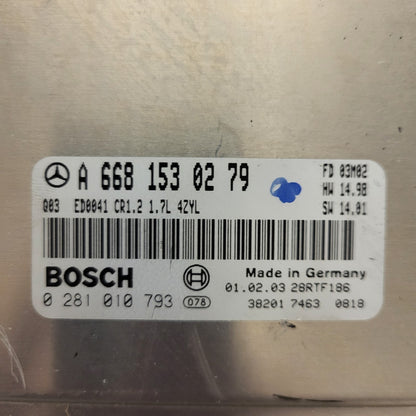 A 668 153 02 79
FD 03M02
HW 14.98
Q03 ED0041 CR1.2 1.7L 4ZYL
SW 14.01
BOSCH
Made in Germany
0 281 010 793 078
01.02.03 28RTF186
38201 7463 0818